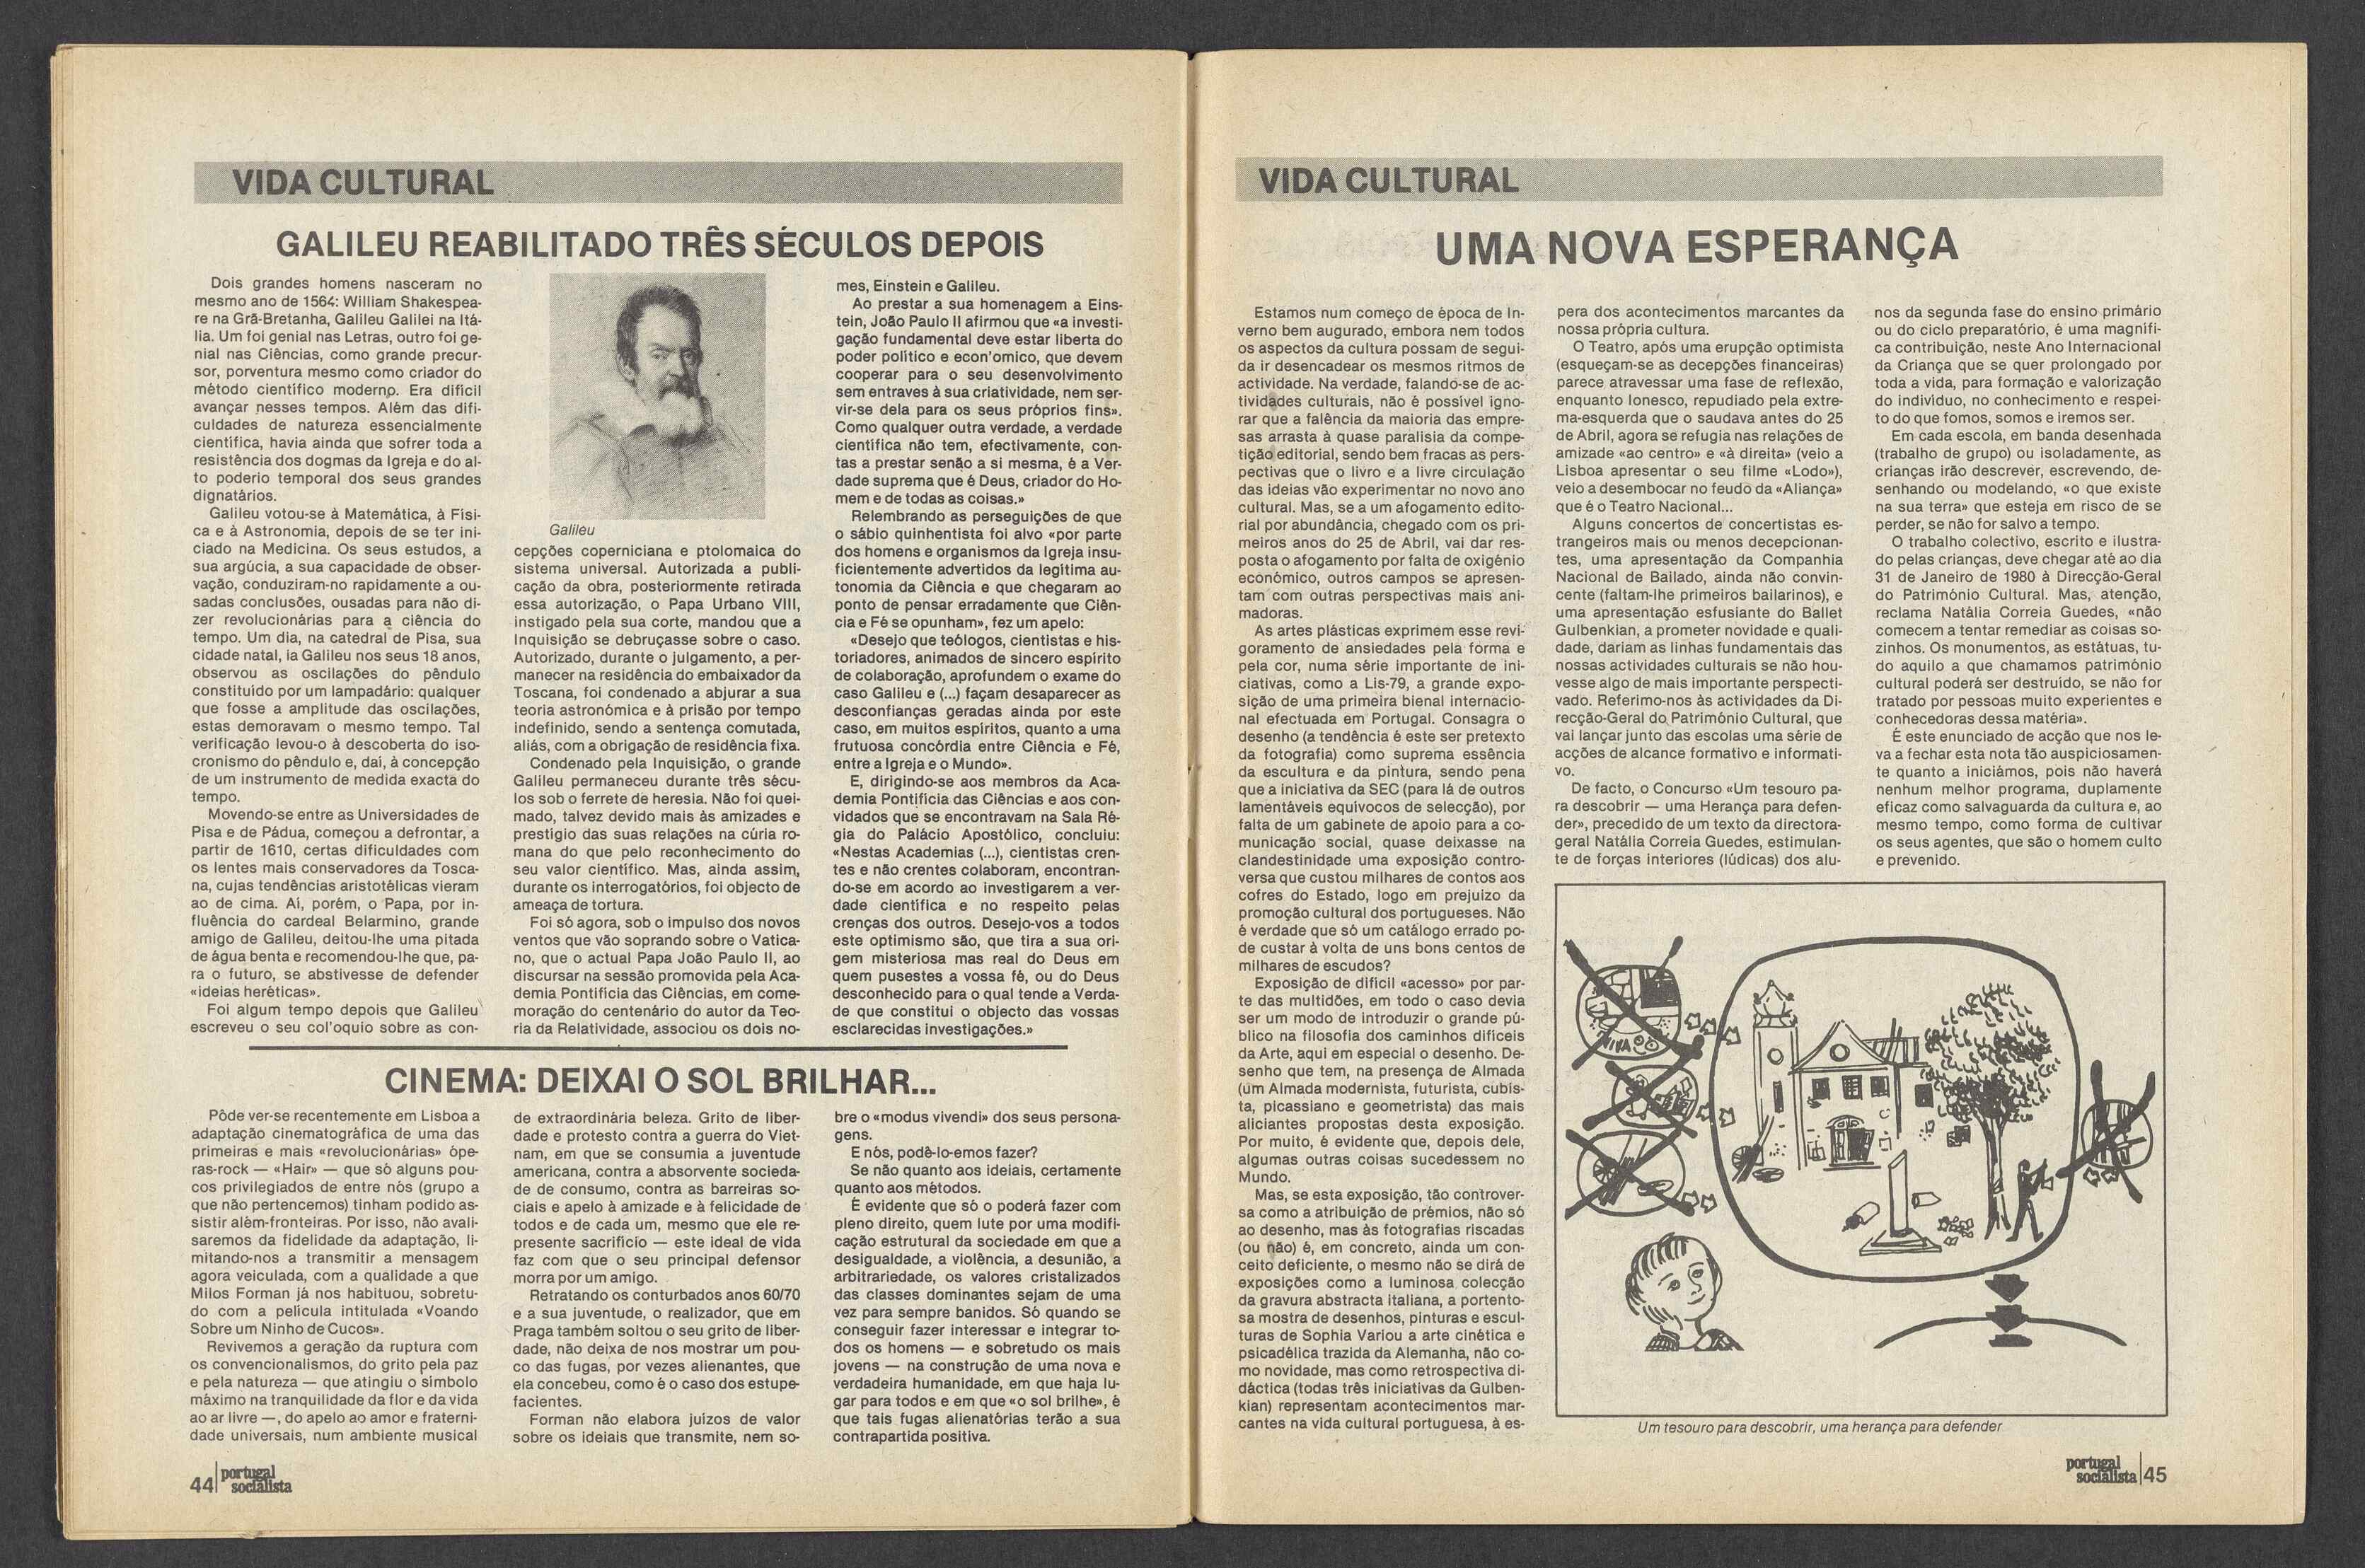 VIDA CULTURAL
GALILEU REABILITADO TRÊS SÉCULOS DEPOIS
Dois grandes homens nasceram no
mesmo ano de 1564: William Shakespea-
re na Grã-Bretanha, Galileu Galilei na Itá-
lia. Um foi genial nas Letras, outro foi ge-
nial nas Ciências, como grande precur-
sor, porventura mesmo como criador do
método científico moderno. Era difícil
avançar nesses tempos. Além das difi-
culdades de natureza essencialmente
científica, havia ainda que sofrer toda a
resistência dos dogmas da Igreja e do al-
to poderio temporal dos seus grandes
dignatários.
Galileu votou-se à Matemática, à Físi-
ca e à Astronomia, depois de se ter ini-
ciado na Medicina. Os seus estudos, a
sua argúcia, a sua capacidade de obser-
vação, conduziram-no rapidamente a ou-
sadas conclusões, ousadas para não di-
zer revolucionárias para a ciência do
tempo. Um dia, na catedral de Pisa, sua
cidade natal, ia Galileu nos seus 18 anos,
observou as oscilações do pêndulo
constituído por um lampadário: qualquer
que fosse a amplitude das oscilações,
estas demoravam o mesmo tempo. Tal
verificação levou-o à descoberta do iso-
cronismo do pêndulo e, daí, à concepção
de um instrumento de medida exacta do
tempo.
Movendo-se entre as Universidades de
Pisa e de Pádua, começou a defrontar, a
partir de 1610, certas dificuldades com
os lentes mais conservadores da Tosca-
na, cujas tendências aristotélicas vieram
ao de cima. Aí, porém, o Papa, por in-
fluência do cardeal Belarmino, grande
amigo de Galileu, deitou-lhe uma pitada
de água benta e recomendou-lhe que, pa-
ra o futuro, se abstivesse de defender
«ideias heréticas».
Foi algum tempo depois que Galileu
escreveu o seu col'oquio sobre as con-
Galileu
cepções coperniciana e ptolomaica do
sistema universal. Autorizada a publi-
cação da obra, posteriormente retirada
essa autorização, o Papa Urbano VIII,
instigado pela sua corte, mandou que a
Inquisição se debruçasse sobre o caso.
Autorizado, durante o julgamento, a per-
manecer na residência do embaixador da
Toscana, foi condenado a abjurar a sua
teoria astronómica e à prisão por tempo
indefinido, sendo a sentença comutada,
aliás, com a obrigação de residência fixa.
Condenado pela Inquisição, o grande
Galileu permaneceu durante três sécu-
los sob o ferrete de heresia. Não foi quei-
mado, talvez devido mais às amizades e
prestígio das suas relações na cúria ro-
mana do que pelo reconhecimento do
seu valor científico. Mas, ainda assim,
durante os interrogatórios, foi objecto de
ameaça de tortura.
Foi só agora, sob o impulso dos novos
ventos que vão soprando sobre o Vatica-
no, que o actual Papa João Paulo II, ao
discursar na sessão promovida pela Aca-
demia Pontifícia das Ciências, em come-
moração do centenário do autor da Teo-
ria da Relatividade, associou os dois no-
mes, Einstein e Galileu.
Ao prestar a sua homenagem a Eins-
tein, João Paulo II afirmou que «a investi-
gação fundamental deve estar liberta do
poder político e econ'omico, que devem
cooperar para o seu desenvolvimento
sem entraves à sua criatividade, nem ser-
vir-se dela para os seus próprios fins».
Como qualquer outra verdade, a verdade
científica não tem, efectivamente, con-
tas a prestar senão a si mesma, é a Ver-
dade suprema que é Deus, criador do Ho-
mem e de todas as coisas.»
Relembrando as perseguições de que
o sábio quinhentista foi alvo «por parte
dos homens e organismos da Igreja insu-
ficientemente advertidos da legítima au-
tonomia da Ciência e que chegaram ao
ponto de pensar erradamente que Ciên-
cia e Fé se opunham», fez um apelo:
«Desejo que teólogos, cientistas e his-
toriadores, animados de sincero espírito
de colaboração, aprofundem o exame do
caso Galileu e (...) façam desaparecer as
desconfianças geradas ainda por este
caso, em muitos espíritos, quanto a uma
frutuosa concórdia entre Ciência e Fé,
entre a Igreja e o Mundo».
E, dirigindo-se aos membros da Aca-
demia Pontifícia das Ciências e aos con-
vidados que se encontravam na Sala Ré-
gia do Palácio Apostólico, concluiu:
«Nestas Academias (...), cientistas cren-
tes e não crentes colaboram, encontran-
do-se em acordo ao investigarem a ver-
dade científica e no respeito pelas
crenças dos outros. Desejo-vos a todos
este optimismo são, que tira a sua ori-
gem misteriosa mas real do Deus em
quem pusestes a vossa fé, ou do Deus
desconhecido para o qual tende a Verda-
de que constitui o objecto das vossas
esclarecidas investigações.»
CINEMA: DEIXAI O SOL BRILHAR...
Pôde ver-se recentemente em Lisboa a
adaptação cinematográfica de uma das
primeiras e mais «revolucionárias» ópe-
ras-rock — «Hair» — que só alguns pou-
cos privilegiados de entre nós (grupo a
que não pertencemos) tinham podido as-
sistir além-fronteiras. Por isso, não avali-
saremos da fidelidade da adaptação, li-
mitando-nos a transmitir a mensagem
agora veiculada, com a qualidade a que
Milos Forman já nos habituou, sobretu-
do com a película intitulada «Voando
Sobre um Ninho de Cucos».
Revivemos a geração da ruptura com
os convencionalismos, do grito pela paz
e pela natureza — que atingiu o símbolo
máximo na tranquilidade da flor e da vida
ao ar livre —, do apelo ao amor e fraterni-
dade universais, num ambiente musical
de extraordinária beleza. Grito de liber-
dade e protesto contra a guerra do Viet-
nam, em que se consumia a juventude
americana, contra a absorvente socieda-
de de consumo, contra as barreiras so-
ciais e apelo à amizade e à felicidade de
todos e de cada um, mesmo que ele re-
presente sacrifício — este ideal de vida
faz com que o seu principal defensor
morra por um amigo.
Retratando os conturbados anos 60/70
e a sua juventude, o realizador, que em
Praga também soltou o seu grito de liber-
dade, não deixa de nos mostrar um pou-
co das fugas, por vezes alienantes, que
ela concebeu, como é o caso dos estupe-
facientes.
Forman não elabora juízos de valor
sobre os ideiais que transmite, nem so-
bre o «modus vivendi» dos seus persona-
gens.
E nós, podê-lo-emos fazer?
Se não quanto aos ideiais, certamente
quanto aos métodos.
É evidente que só o poderá fazer com
pleno direito, quem lute por uma modifi-
cação estrutural da sociedade em que a
desigualdade, a violência, a desunião, a
arbitrariedade, os valores cristalizados
das classes dominantes sejam de uma
vez para sempre banidos. Só quando se
conseguir fazer interessar e integrar to-
dos os homens — e sobretudo os mais
jovens — na construção de uma nova e
verdadeira humanidade, em que haja lu-
gar para todos e em que «o sol brilhe», é
que tais fugas alienatórias terão a sua
contrapartida positiva.
44 portugal
socialista
VIDA CULTURAL
UMA NOVA ESPERANÇA
Estamos num começo de época de In-
verno bem augurado, embora nem todos
os aspectos da cultura possam de segui-
da ir desencadear os mesmos ritmos de
actividade. Na verdade, falando-se de ac-
tividades culturais, não é possível igno-
rar que a falência da maioria das empre-
sas arrasta à quase paralisia da compe-
tição editorial, sendo bem fracas as pers-
pectivas que o livro e a livre circulação
das ideias vão experimentar no novo ano
cultural. Mas, se a um afogamento edito-
rial por abundância, chegado com os pri-
meiros anos do 25 de Abril, vai dar res-
posta o afogamento por falta de oxigénio
económico, outros campos se apresen-
tam com outras perspectivas mais ani-
madoras.
As artes plásticas exprimem esse revi-
goramento de ansiedades pela forma e
pela cor, numa série importante de ini-
ciativas, como a Lis-79, a grande expo-
sição de uma primeira bienal internacio-
nal efectuada em Portugal. Consagra o
desenho (a tendência é este ser pretexto
da fotografia) como suprema essência
da escultura e da pintura, sendo pena
que a iniciativa da SEC (para lá de outros
lamentáveis equívocos de selecção), por
falta de um gabinete de apoio para a co-
municação social, quase deixasse na
clandestinidade uma exposição contro-
versa que custou milhares de contos aos
cofres do Estado, logo em prejuízo da
promoção cultural dos portugueses. Não
é verdade que só um catálogo errado po-
de custar à volta de uns bons centos de
milhares de escudos?
Exposição de difícil «acesso» por par-
te das multidões, em todo o caso devia
ser um modo de introduzir o grande pú-
blico na filosofia dos caminhos difíceis
da Arte, aqui em especial o desenho. De-
senho que tem, na presença de Almada
(um Almada modernista, futurista, cubis-
ta, picassiano e geometrista) das mais
aliciantes propostas desta exposição.
Por muito, é evidente que, depois dele,
algumas outras coisas sucedessem no
Mundo.
Mas, se esta exposição, tão controver-
sa como a atribuição de prémios, não só
ao desenho, mas às fotografias riscadas
(ou não) é, em concreto, ainda um con-
ceito deficiente, o mesmo não se dirá de
exposições como a luminosa colecção
da gravura abstracta italiana, a portento-
sa mostra de desenhos, pinturas e escul-
turas de Sophia Variou a arte cinética e
psicadélica trazida da Alemanha, não co-
mo novidade, mas como retrospectiva di-
dáctica (todas três iniciativas da Gulben-
kian) representam acontecimentos mar-
cantes na vida cultural portuguesa, à es-
pera dos acontecimentos marcantes da
nossa própria cultura.
O Teatro, após uma erupção optimista
(esqueçam-se as decepções financeiras)
parece atravessar uma fase de reflexão,
enquanto Ionesco, repudiado pela extre-
ma-esquerda que o saudava antes do 25
de Abril, agora se refugia nas relações de
amizade «ao centro» e «à direita» (veio a
Lisboa apresentar o seu filme «Lodo»),
veio a desembocar no feudo da «Aliança»
que é o Teatro Nacional...
Alguns concertos de concertistas es-
trangeiros mais ou menos decepcionan-
tes, uma apresentação da Companhia
Nacional de Bailado, ainda não convin-
cente (faltam-lhe primeiros bailarinos), e
uma apresentação esfusiante do Ballet
Gulbenkian, a prometer novidade e quali-
dade, dariam as linhas fundamentais das
nossas actividades culturais se não hou-
vesse algo de mais importante perspecti-
vado. Referimo-nos às actividades da Di-
recção-Geral do Património Cultural, que
vai lançar junto das escolas uma série de
acções de alcance formativo e informati-
vo.
De facto, o Concurso «Um tesouro pa-
ra descobrir — uma Herança para defen-
der», precedido de um texto da directora-
geral Natália Correia Guedes, estimulan-
te de forças interiores (lúdicas) dos alu-
nos da segunda fase do ensino primário
ou do ciclo preparatório, é uma magnífi-
ca contribuição, neste Ano Internacional
da Criança que se quer prolongado por
toda a vida, para formação e valorização
do indivíduo, no conhecimento e respei-
to do que fomos, somos e iremos ser.
Em cada escola, em banda desenhada
(trabalho de grupo) ou isoladamente, as
crianças irão descrever, escrevendo, de-
senhando ou modelando, «o que existe
na sua terra» que esteja em risco de se
perder, se não for salvo a tempo.
O trabalho colectivo, escrito e ilustra-
do pelas crianças, deve chegar até ao dia
31 de Janeiro de 1980 à Direcção-Geral
do Património Cultural. Mas, atenção,
reclama Natália Correia Guedes, «não
comecem a tentar remediar as coisas so-
zinhos. Os monumentos, as estátuas, tu-
do aquilo a que chamamos património
cultural poderá ser destruído, se não for
tratado por pessoas muito experientes e
conhecedoras dessa matéria».
É este enunciado de acção que nos le-
va a fechar esta nota tão auspiciosamen-
te quanto a iniciámos, pois não haverá
nenhum melhor programa, duplamente
eficaz como salvaguarda da cultura e, ao
mesmo tempo, como forma de cultivar
os seus agentes, que são o homem culto
e prevenido.
VIVA
Um tesouro para descobrir, uma herança para defender
portugal
socialista 45